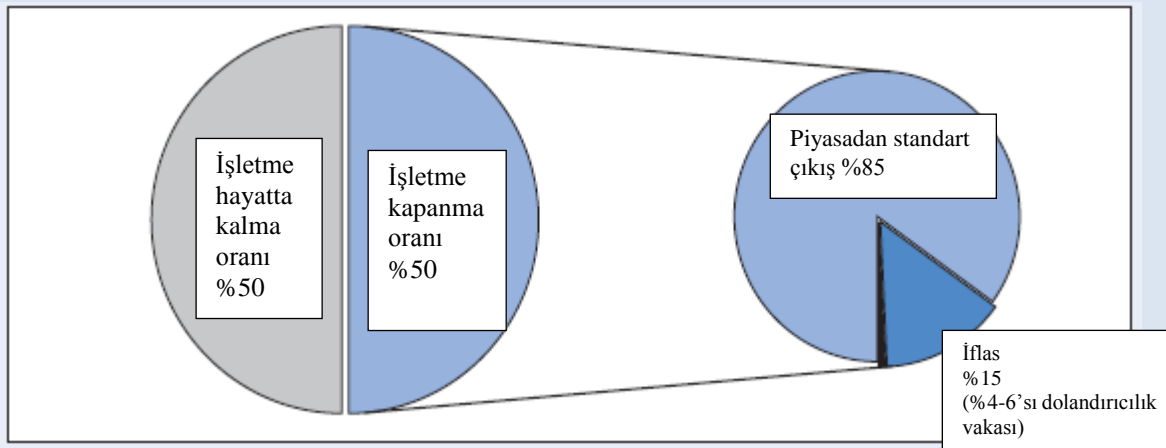 İşletme
hayatta
kalma
oranı
%50
İşletme
kapanma
oranı
%50
Piyasadan standart
çıkış %85
İflas
%15
(%4-6'sı dolandırıcılık
vakası)